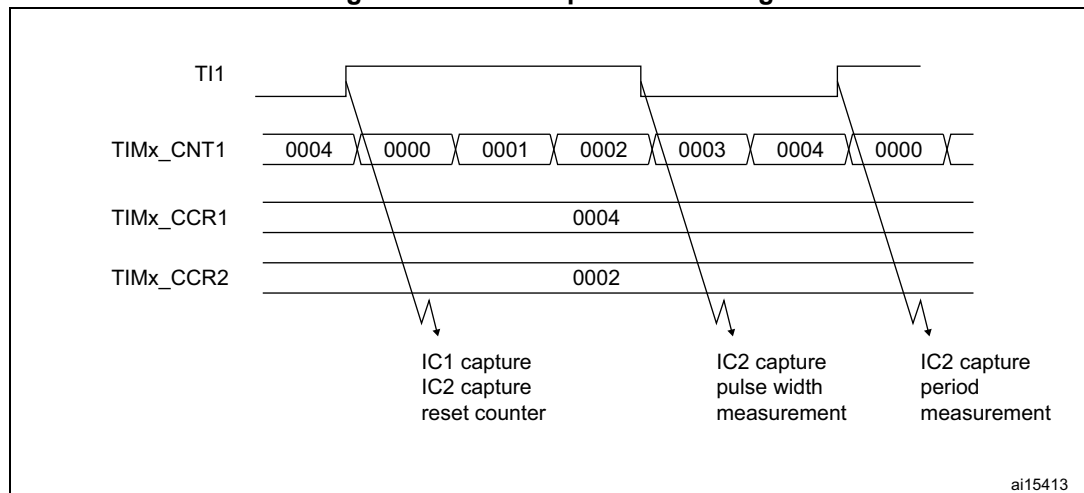 TI1
TIMx_CNT1 0004 0000 0001 0002 0003 0004 0000
TIMx_CCR1 0004
TIMx_CCR2 0002
IC1 capture
IC2 capture
reset counter
IC2 capture
pulse width
measurement
IC2 capture
period
measurement
ai15413